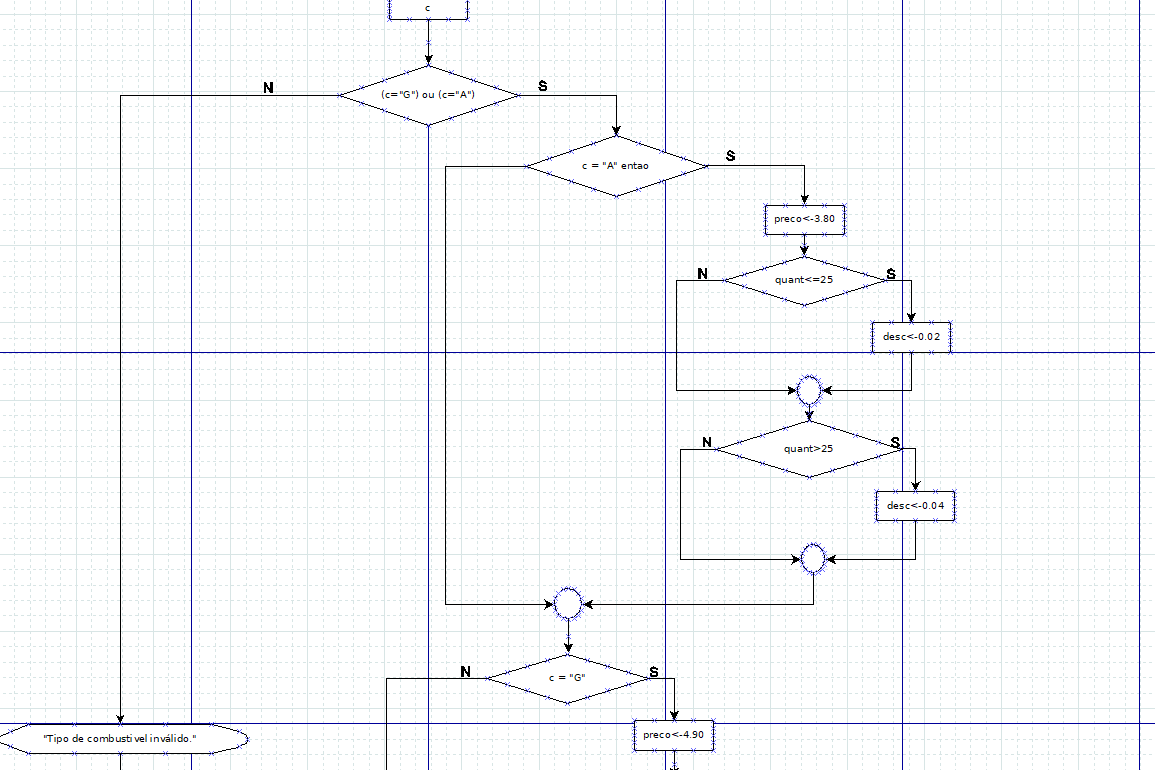 c
N
(c="G") ou (c="A")
S
c = "A" entao
S
preco<-3.80
N
quant<=25
S
desc<-0.02
N
quant>25
S
desc<-0.04
N
c = "G"
S
preco<-4.90
"Tipo de combustivel inválido."